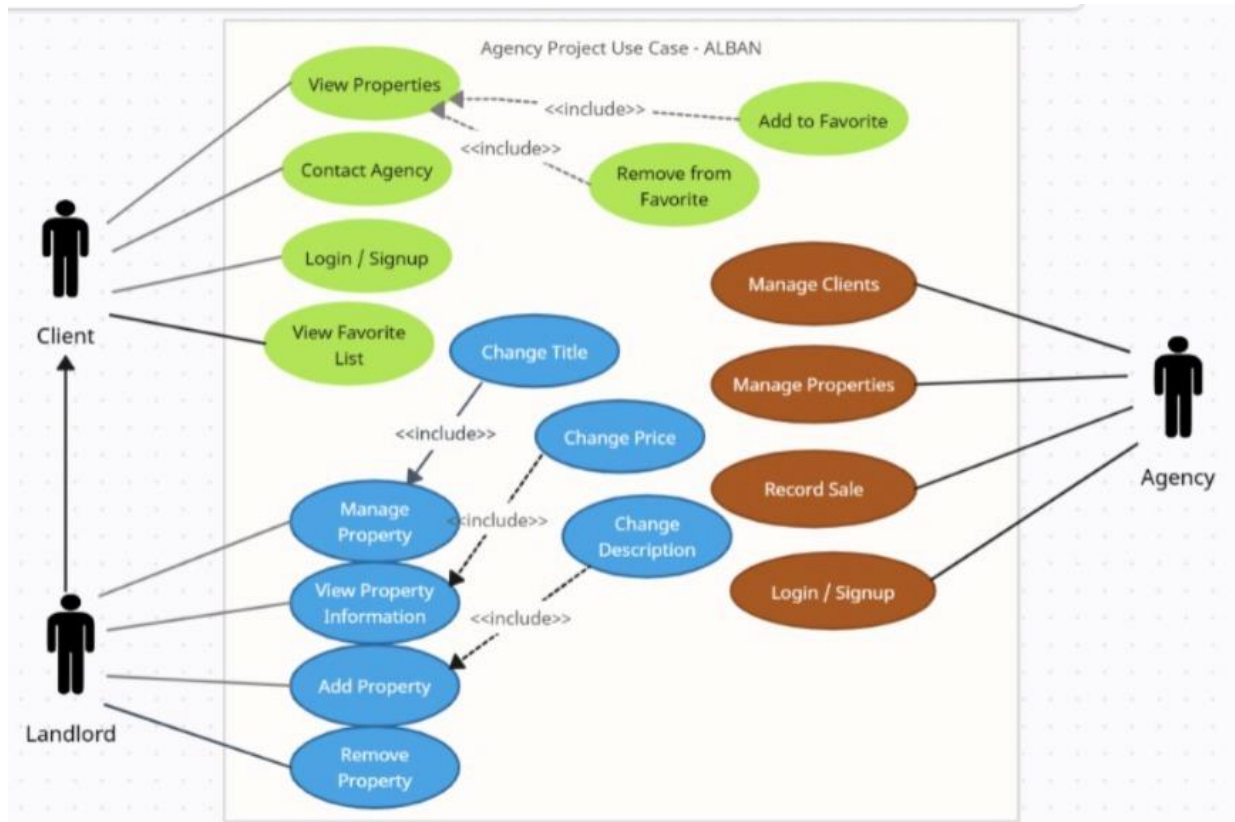 Agency Project Use Case - ALBAN
View Properties
<<include>>
Add to Favorite
<<include>>
Contact Agency
Remove from
Favorite
Login / Signup
Manage Clients
Client
View Favorite
List
Change Title
Manage Properties
<<include>>
Change Price
Agency
Record Sale
Manage
Property
<<include>>
Change
Description
View Property
Information
<<include>>
Login / Signup
Add Property
Landlord
Remove
Property